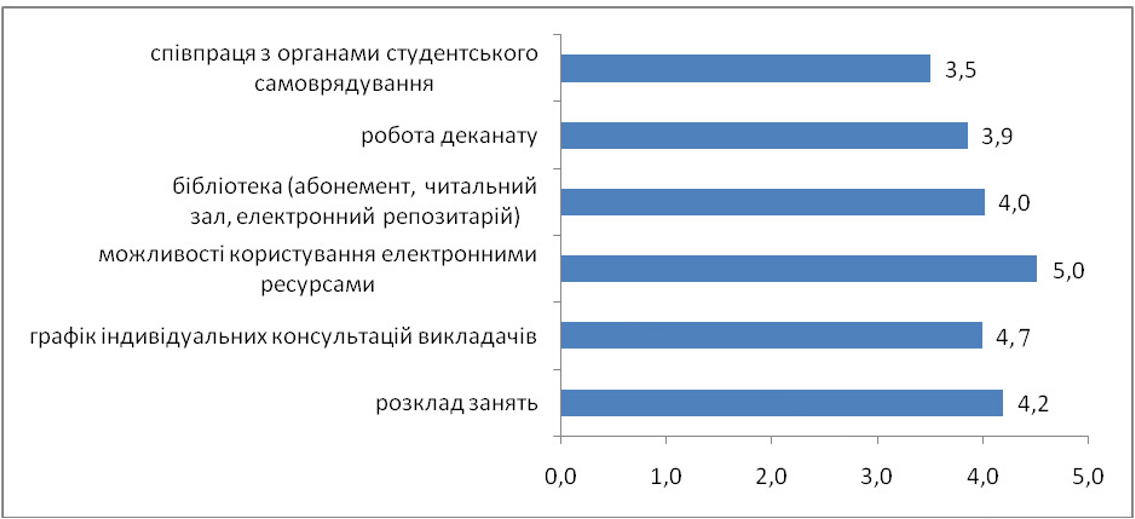 співпраця з органами студентського
самоврядування
3,5
робота деканату
3,9
бібліотека (абонемент, читальний
зал, електронний репозитарій)
4,0
можливості користування електронними
ресурсами
5,0
графік індивідуальних консультацій викладачів
4,7
розклад занять
4,2
0,0 1,0 2,0 3,0 4,0 5,0